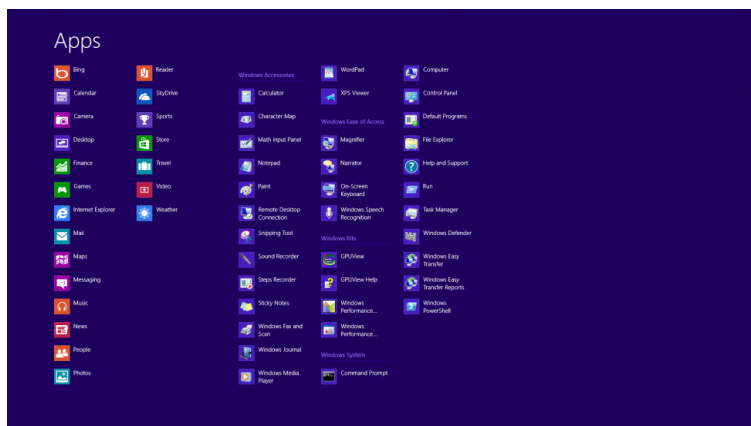 Apps
Bing
Calendar
Camera
Desktop
Finance
Games
Internet Explorer
Mail
Maps
Messaging
Music
News
People
Photos
Reader
SkyDrive
Sports
Store
Travel
Video
Weather
Windows Accessories
Calculator
Character Map
Math Input Panel
Notepad
Paint
Remote Desktop
Connection
Snipping Tool
Sound Recorder
Steps Recorder
Sticky Notes
Windows Fax and
Scan
Windows Journal
Windows Media
Player
WordPad
XPS Viewer
Windows Ease of Access
Magnifier
Narrator
On-Screen
Keyboard
Windows Speech
Recognition
Windows Kits
GPUView
GPUView Help
Windows
Performance...
Windows
Performance...
Windows System
Command Prompt
Computer
Control Panel
Default Programs
File Explorer
Help and Support
Run
Task Manager
Windows Defender
Windows Easy
Transfer
Windows Easy
Transfer Reports
Windows
PowerShell